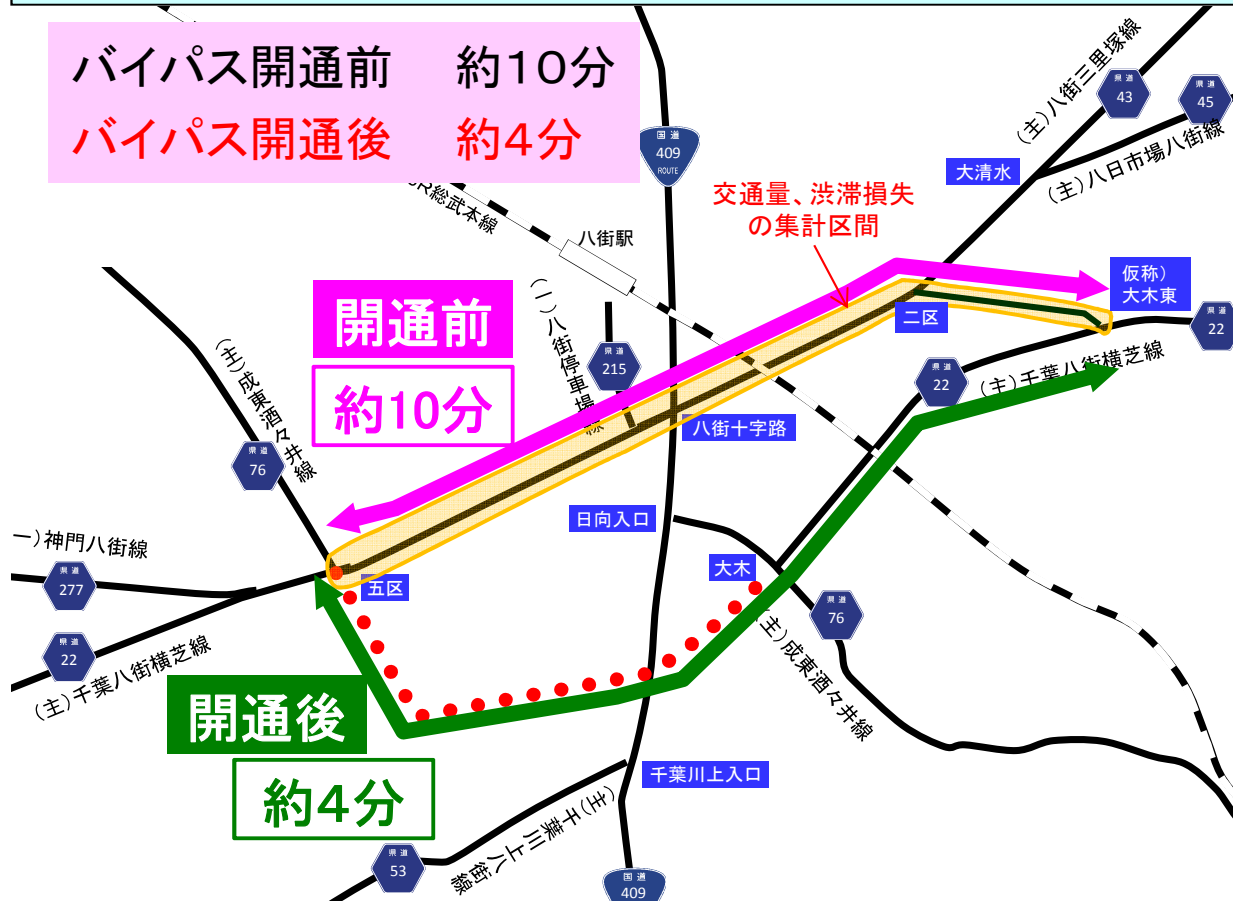 バイパス開通前 約10分
バイパス開通後 約4分
国道
409
ROUTE
(主)八街三里塚線
県道
43
県道
45
(主)八日市場八街線
大清水
JR総武本線
八街駅
交通量、渋滞損失
の集計区間
仮称)
大木東
開通前
約10分
(一)八街停車場線
県道
215
二区
県道
22
県道
22
(主)千葉八街横芝線
(主)成東酒々井線
県道
76
八街十字路
日向入口
一)神門八街線
県道
277
五区
大木
県道
76
県道
22
(主)千葉八街横芝線
(主)成東酒々井線
開通後
約4分
千葉川上入口
(主)千葉川上八街線
県道
53
国道
409